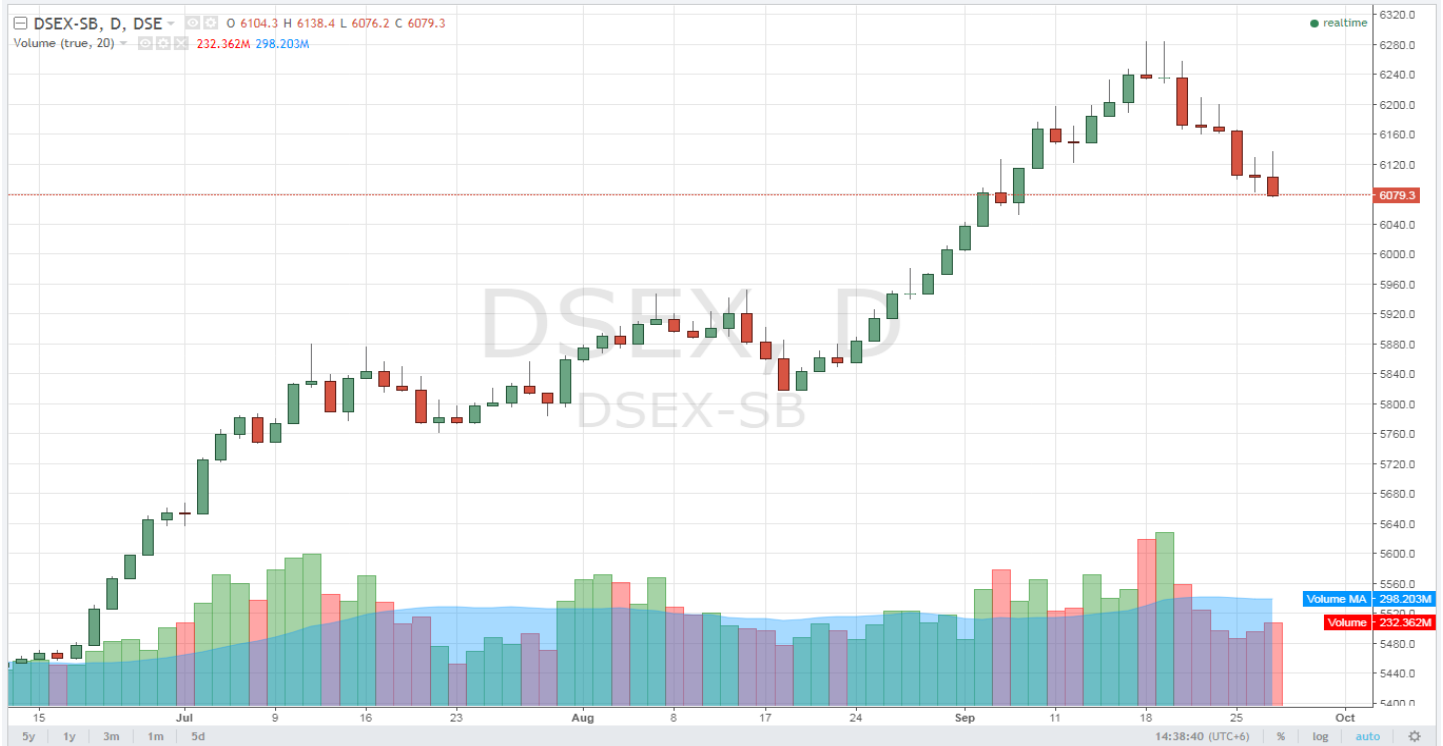 DSEX-SB, D, DSE O 6104.3 H 6138.4 L 6076.2 C 6079.3
realtime
Volume (true, 20) 232.362M 298.203M
DSEX, D
DSEX-SB
6320.0
6280.0
6240.0
6200.0
6160.0
6120.0
6079.3
6040.0
6000.0
5960.0
5920.0
5880.0
5840.0
5800.0
5760.0
5720.0
5680.0
5640.0
5600.0
5560.0
Volume MA 298.203M
5520.0
Volume 232.362M
5480.0
5440.0
5400.0
15 Jul 9 16 23 Aug 8 17 24 Sep 11 18 25 Oct
5y 1y 3m 1m 5d 14:38:40 (UTC+6) % log auto